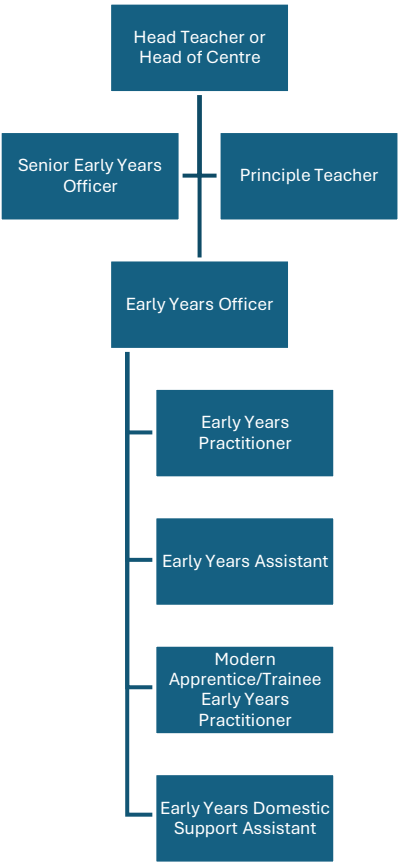 Head Teacher or
Head of Centre
Senior Early Years
Officer
Principle Teacher
Early Years Officer
Early Years
Practitioner
Early Years Assistant
Modern
Apprentice/Trainee
Early Years
Practitioner
Early Years Domestic
Support Assistant